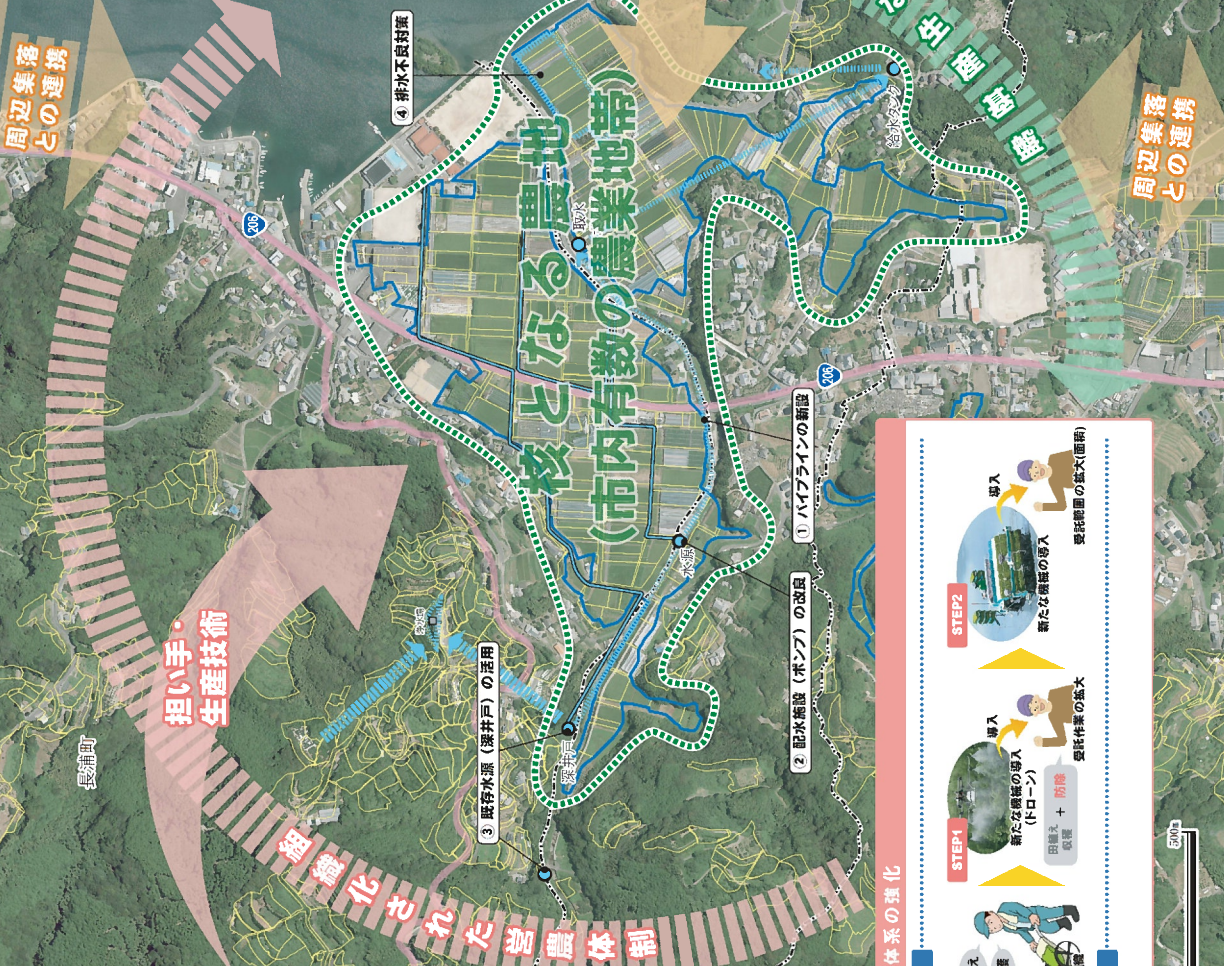 周辺集落
との連携
④ 排水不良対策
生産基盤
給水タンク
周辺集落
との連携
206
取水
核となる農地
(市内有数の農業地帯)
206
① パイプラインの新設
水源
② 配水施設（ポンプ）の改良
担い手・
生産技術
長浦町
③ 既存水源（深井戸）の活用
深井戸
組織化された営農体制
体系の強化
STEP1
新たな機械の導入
(ドローン)
導入
田植え
収穫
+ 防除
受託作業の拡大
STEP2
新たな機械の導入
導入
受託範囲の拡大(面積)
500m